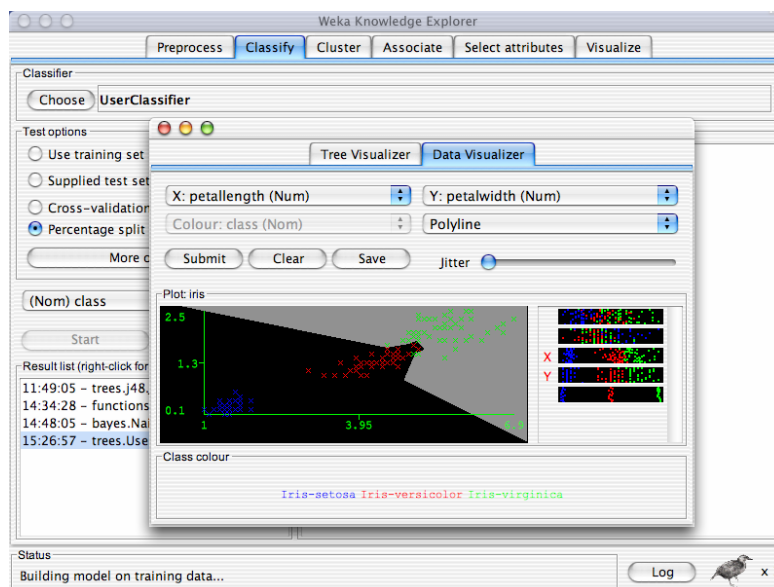 Weka Knowledge Explorer
Preprocess Classify Cluster Associate Select attributes Visualize
Classifier
Choose UserClassifier
Test options
Use training set
Supplied test set
Cross-validation
Percentage split
More o
(Nom) class
Start
Result list (right-click for
11:49:05 – trees.j48.
14:34:28 – functions
14:48:05 – bayes.Nai
15:26:57 – trees.Use
Tree Visualizer Data Visualizer
X: petallength (Num) Y: petalwidth (Num)
Colour: class (Nom) Polyline
Submit Clear Save Jitter
Plot: iris
2.5
1.3
0.1
1 3.95 6.9
X
Y
Class colour
Iris-setosa Iris-versicolor Iris-virginica
Status
Building model on training data...
Log x